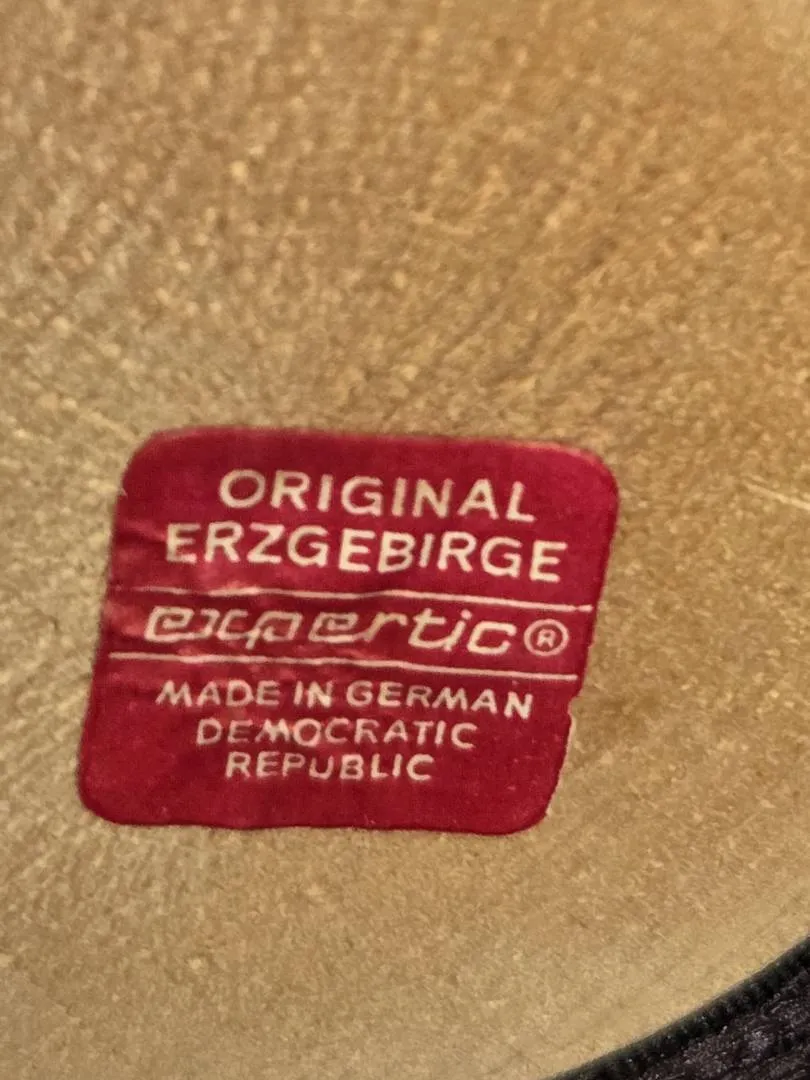 ORIGINAL
ERZGEBIRGE
expertic®
MADE IN GERMAN
DEMOCRATIC
REPUBLIC